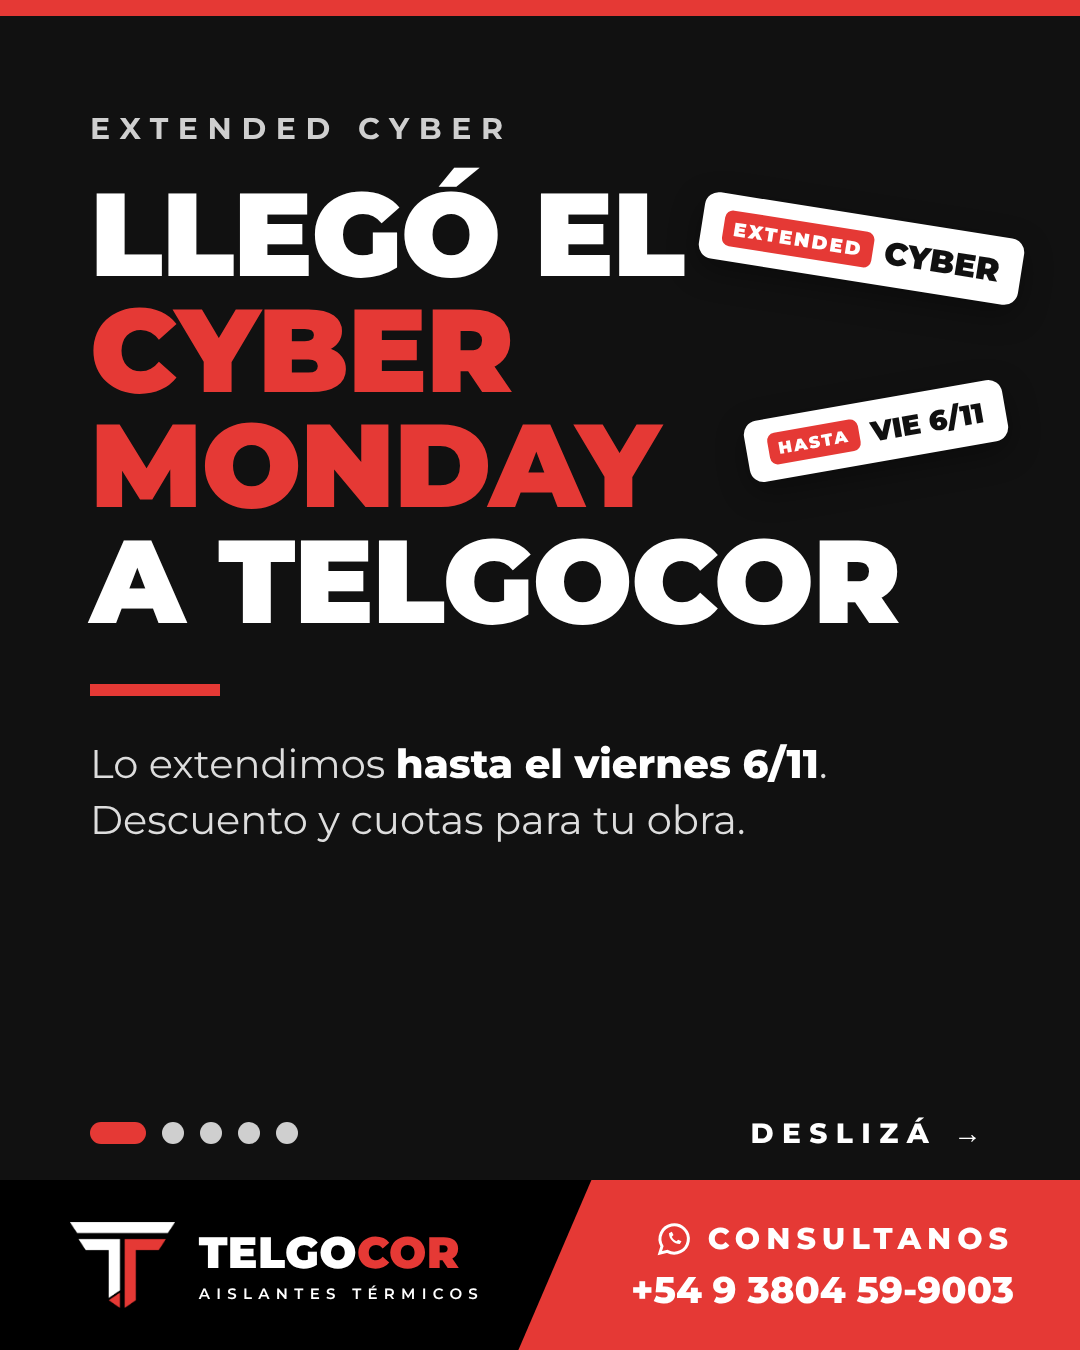 EXTENDED CYBER
LLEGÓ EL
EXTENDED CYBER
CYBER
MONDAY
HASTA VIE 6/11
A TELGOCOR
Lo extendimos hasta el viernes 6/11.
Descuento y cuotas para tu obra.
DESLIZÁ →
TELGOCOR
AISLANTES TÉRMICOS
CONSULTANOS
+54 9 3804 59-9003